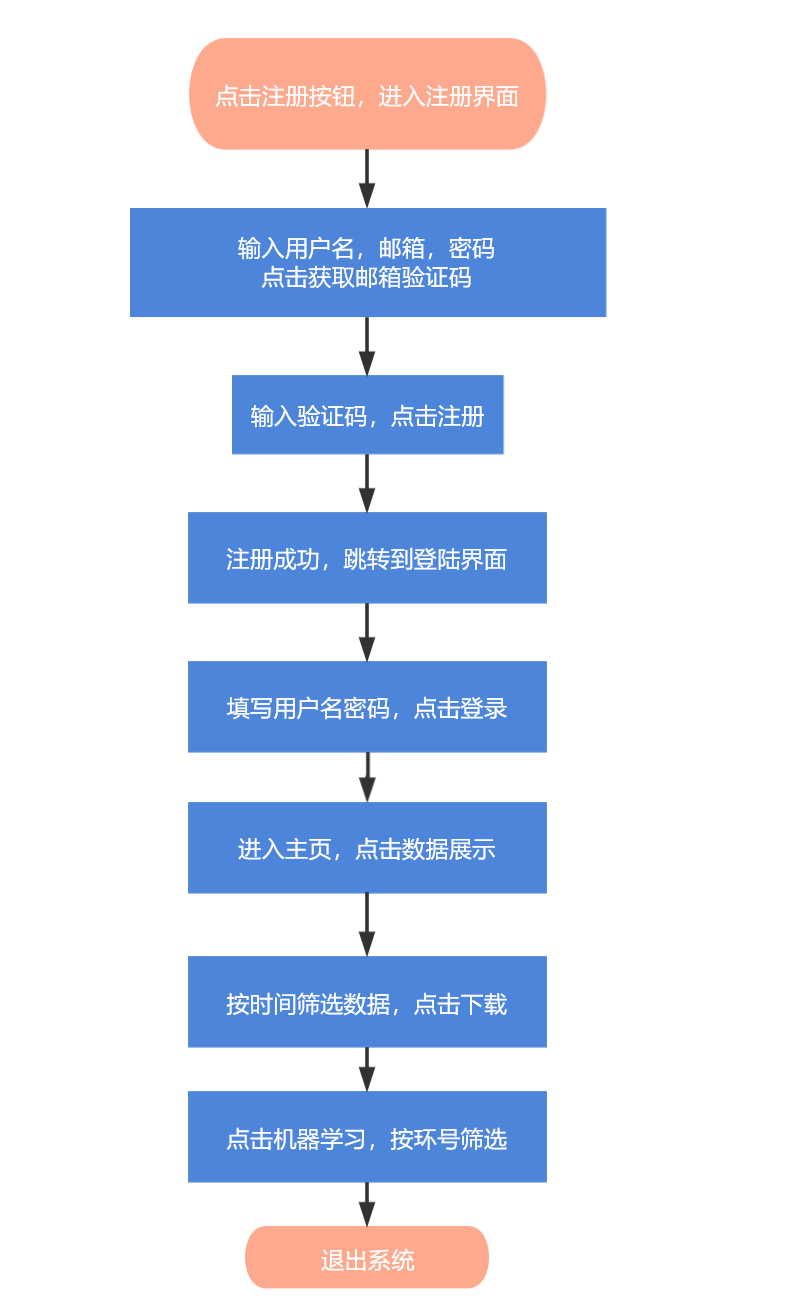 点击注册按钮，进入注册界面
输入用户名，邮箱，密码
点击获取邮箱验证码
输入验证码，点击注册
注册成功，跳转到登陆界面
填写用户名密码，点击登录
进入主页，点击数据展示
按时间筛选数据，点击下载
点击机器学习，按环号筛选
退出系统